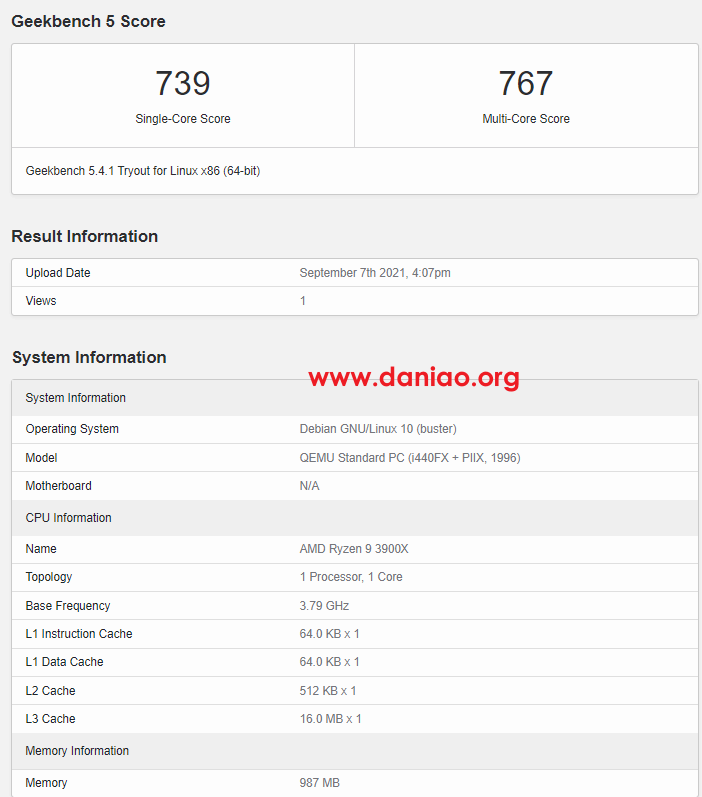 Geekbench 5 Score
739
767
Single-Core Score
Multi-Core Score
Geekbench 5.4.1 Tryout for Linux x86 (64-bit)
Result Information
Upload Date September 7th 2021, 4:07pm
Views 1
System Information
www.daniao.org
System Information
Operating System Debian GNU/Linux 10 (buster)
Model QEMU Standard PC (i440FX + PIIX, 1996)
Motherboard N/A
CPU Information
Name AMD Ryzen 9 3900X
Topology 1 Processor, 1 Core
Base Frequency 3.79 GHz
L1 Instruction Cache 64.0 KB x 1
L1 Data Cache 64.0 KB x 1
L2 Cache 512 KB x 1
L3 Cache 16.0 MB x 1
Memory Information
Memory 987 MB